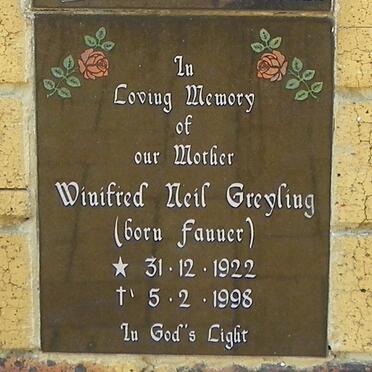 In
Loving Memory
of
our Mother
Winifred Neil Greyling
(born Fanner)
★ 31·12·1922
† 5·2·1998
In God's Light